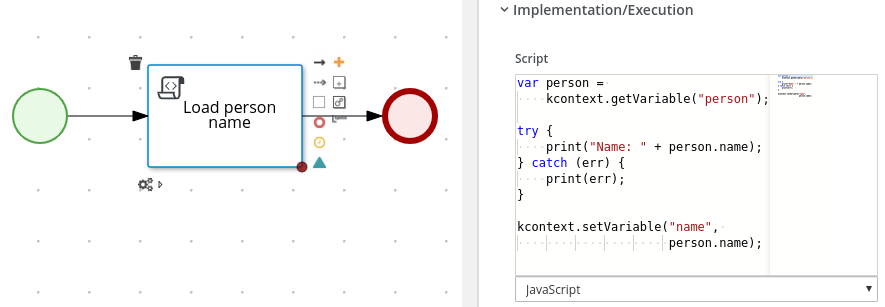 Load person
name
Implementation/Execution
Script
var person =
kcontext.getVariable("person");
try {
print("Name: " + person.name);
} catch (err) {
print(err);
}
kcontext.setVariable("name",
person.name);
JavaScript